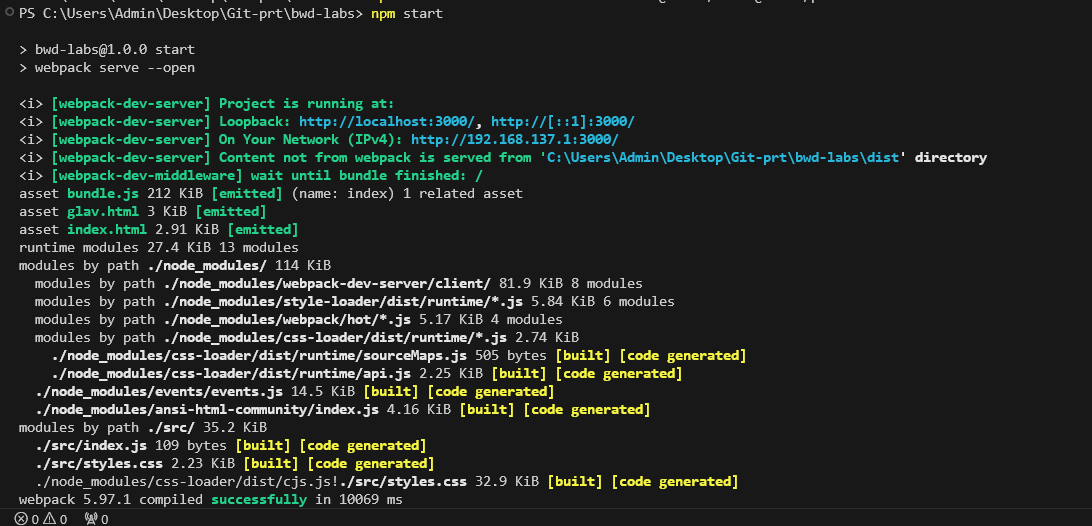 PS C:\Users\Admin\Desktop\Git-prt\bwd-labs> npm start
> bwd-labs@1.0.0 start
> webpack serve --open
<i> [webpack-dev-server] Project is running at:
<i> [webpack-dev-server] Loopback: http://localhost:3000/, http://[::1]:3000/
<i> [webpack-dev-server] On Your Network (IPv4): http://192.168.137.1:3000/
<i> [webpack-dev-server] Content not from webpack is served from 'C:\Users\Admin\Desktop\Git-prt\bwd-labs\dist' directory
<i> [webpack-dev-middleware] wait until bundle finished: /
asset bundle.js 212 KiB [emitted] (name: index) 1 related asset
asset glav.html 3 KiB [emitted]
asset index.html 2.91 KiB [emitted]
runtime modules 27.4 KiB 13 modules
modules by path ./node_modules/ 114 KiB
  modules by path ./node_modules/webpack-dev-server/client/ 81.9 KiB 8 modules
  modules by path ./node_modules/style-loader/dist/runtime/*.js 5.84 KiB 6 modules
  modules by path ./node_modules/webpack/hot/*.js 5.17 KiB 4 modules
  modules by path ./node_modules/css-loader/dist/runtime/*.js 2.74 KiB
    ./node_modules/css-loader/dist/runtime/sourceMaps.js 505 bytes [built] [code generated]
    ./node_modules/css-loader/dist/runtime/api.js 2.25 KiB [built] [code generated]
  ./node_modules/events/events.js 14.5 KiB [built] [code generated]
  ./node_modules/ansi-html-community/index.js 4.16 KiB [built] [code generated]
modules by path ./src/ 35.2 KiB
  ./src/index.js 109 bytes [built] [code generated]
  ./src/styles.css 2.23 KiB [built] [code generated]
  ./node_modules/css-loader/dist/cjs.js!./src/styles.css 32.9 KiB [built] [code generated]
webpack 5.97.1 compiled successfully in 10069 ms
0 0 0